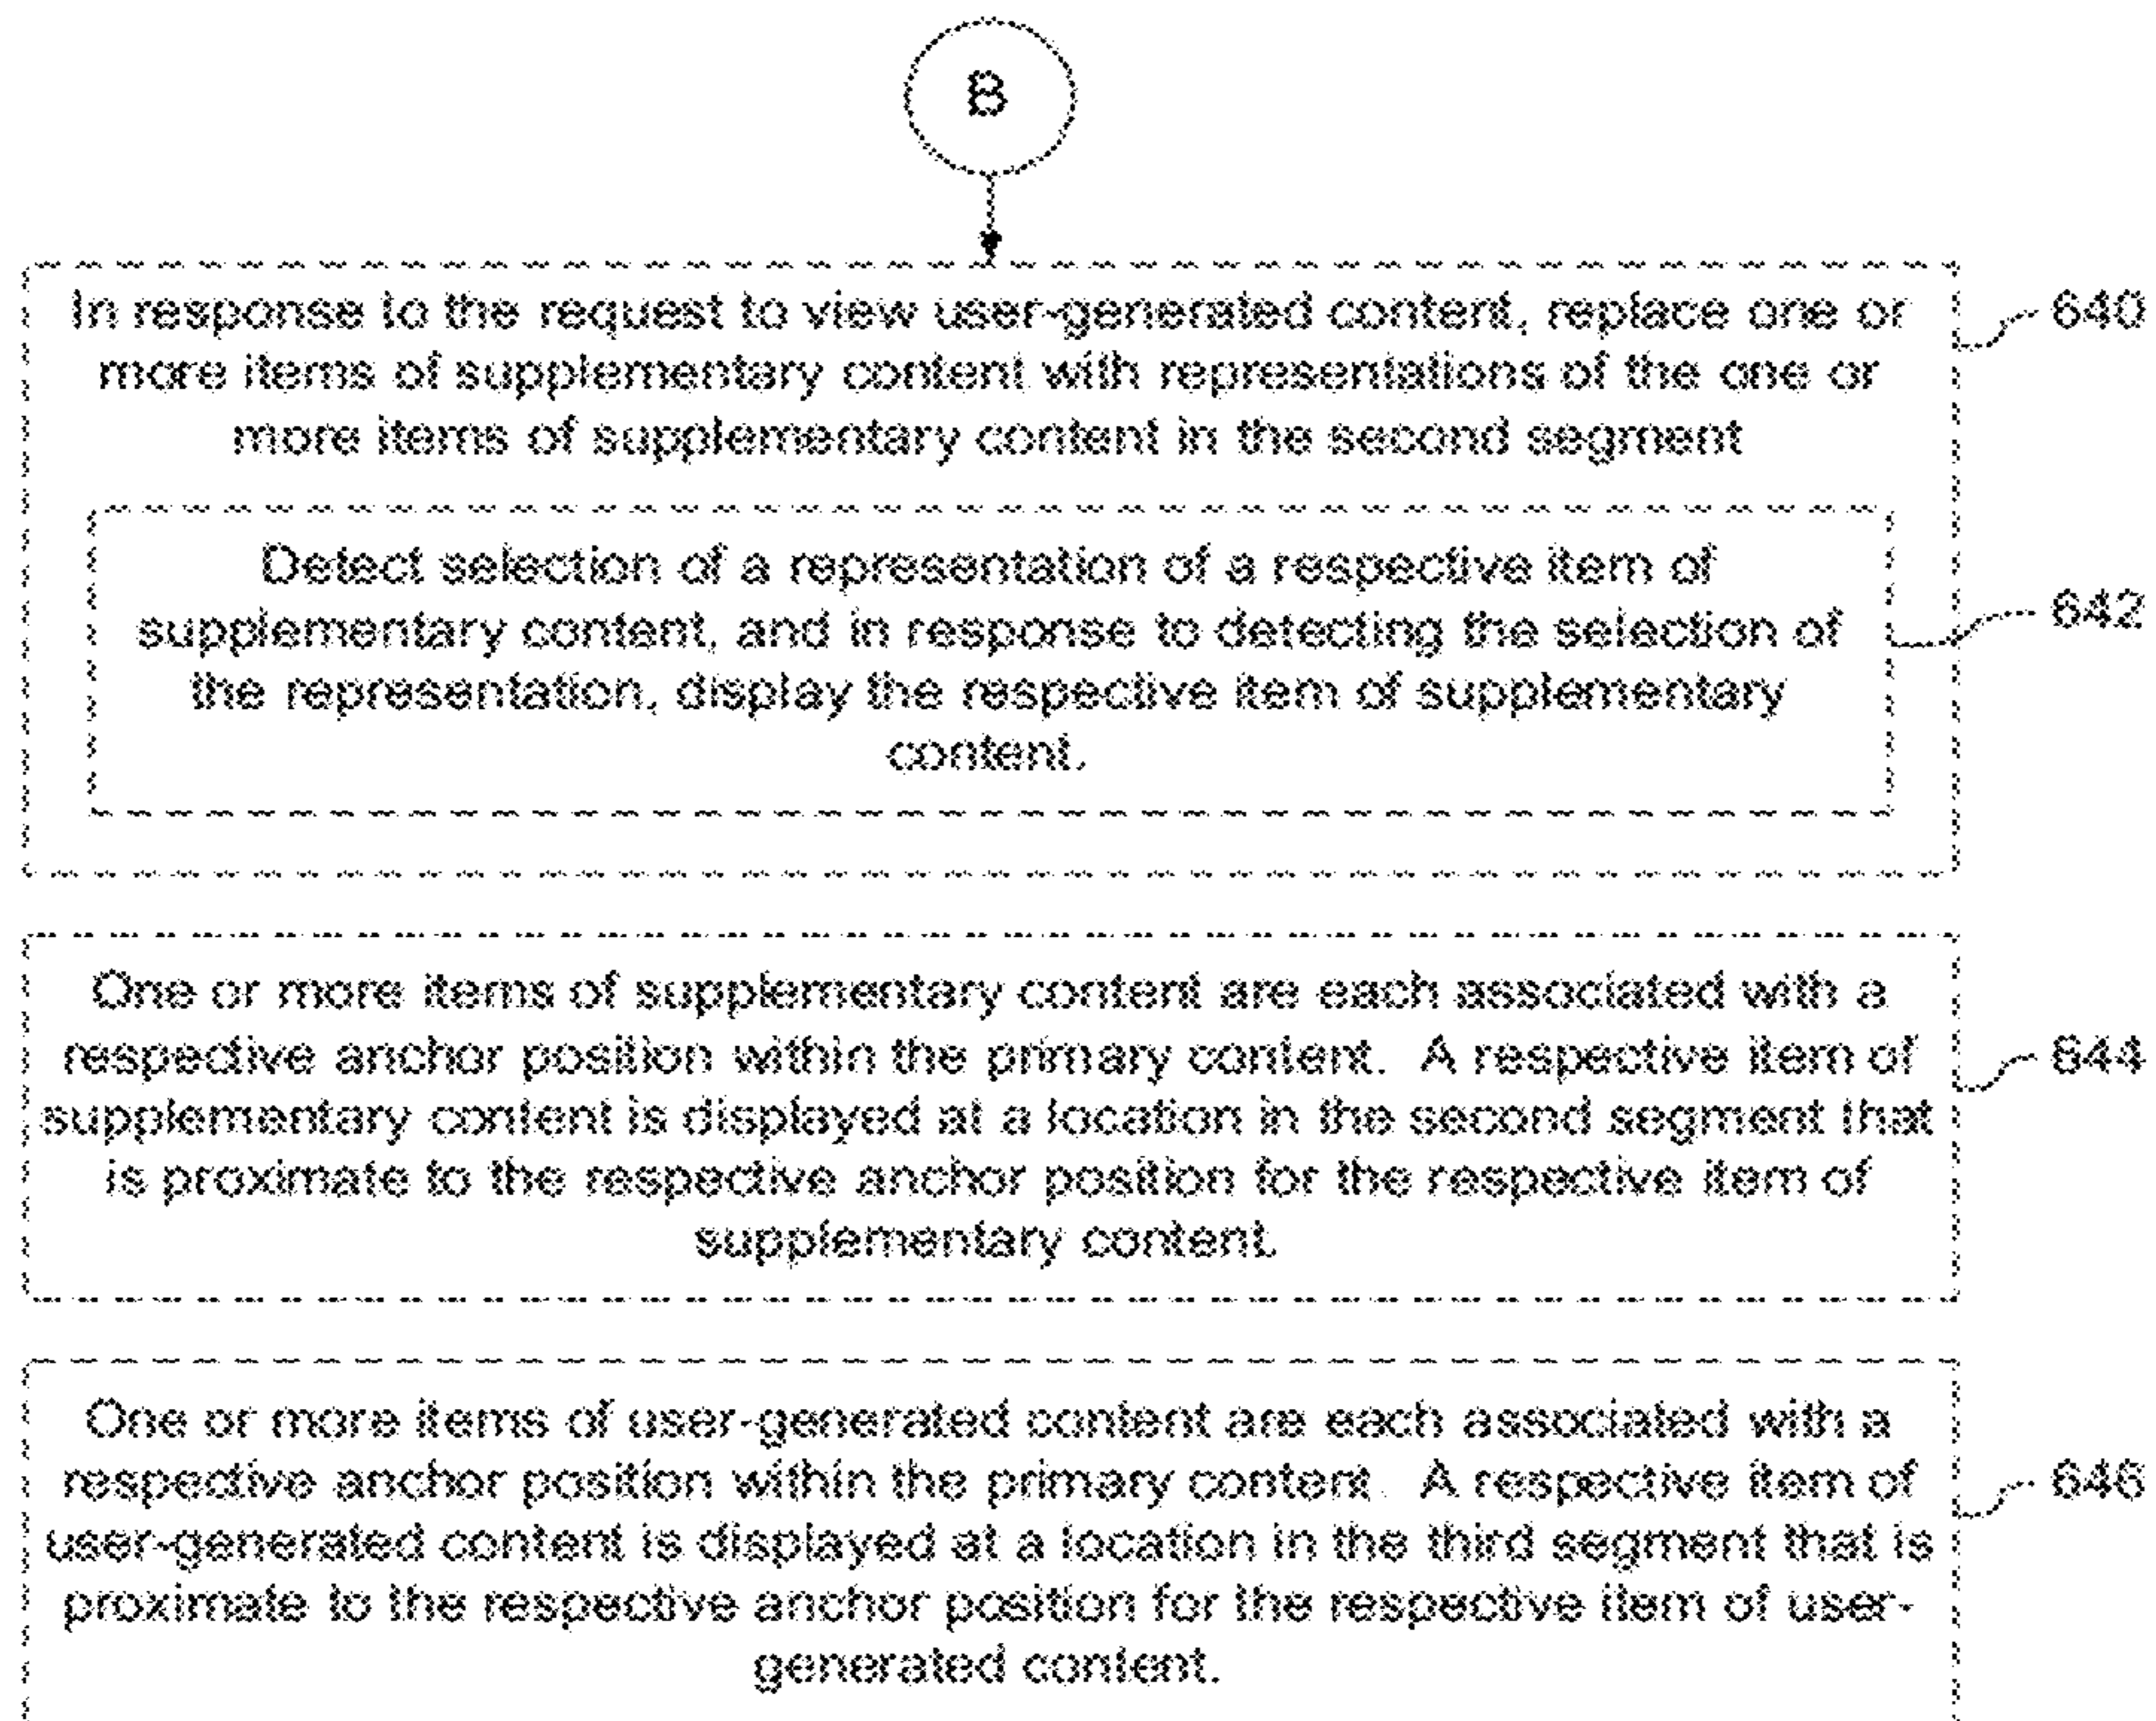 B
In response to the request to view user-generated content, replace one or
more items of supplementary content with representations of the one or
more items of supplementary content in the second segment
640
Detect selection of a representation of a respective item of
supplementary content, and in response to detecting the selection of
the representation, display the respective item of supplementary
content.
642
One or more items of supplementary content are each associated with a
respective anchor position within the primary content. A respective item of
supplementary content is displayed at a location in the second segment that
is proximate to the respective anchor position for the respective item of
supplementary content.
644
One or more items of user-generated content are each associated with a
respective anchor position within the primary content. A respective item of
user-generated content is displayed at a location in the third segment that is
proximate to the respective anchor position for the respective item of user-
generated content.
646